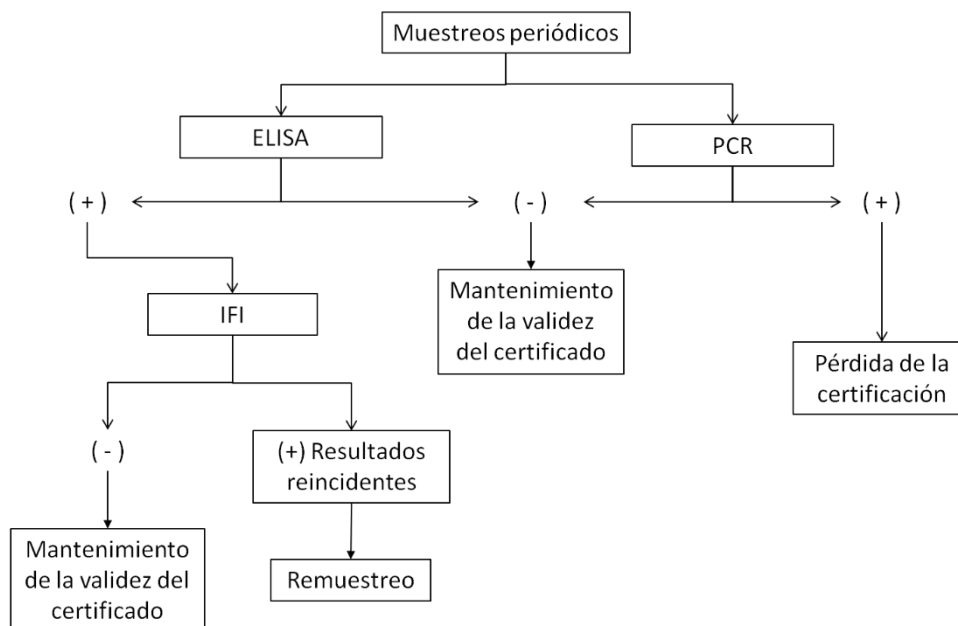 Muestreos periódicos
ELISA
PCR
( + )
( - )
( + )
IFI
Mantenimiento
de la validez
del certificado
Pérdida de la
certificación
( - )
(+) Resultados
reincidentes
Mantenimiento
de la validez del
certificado
Remuestreo